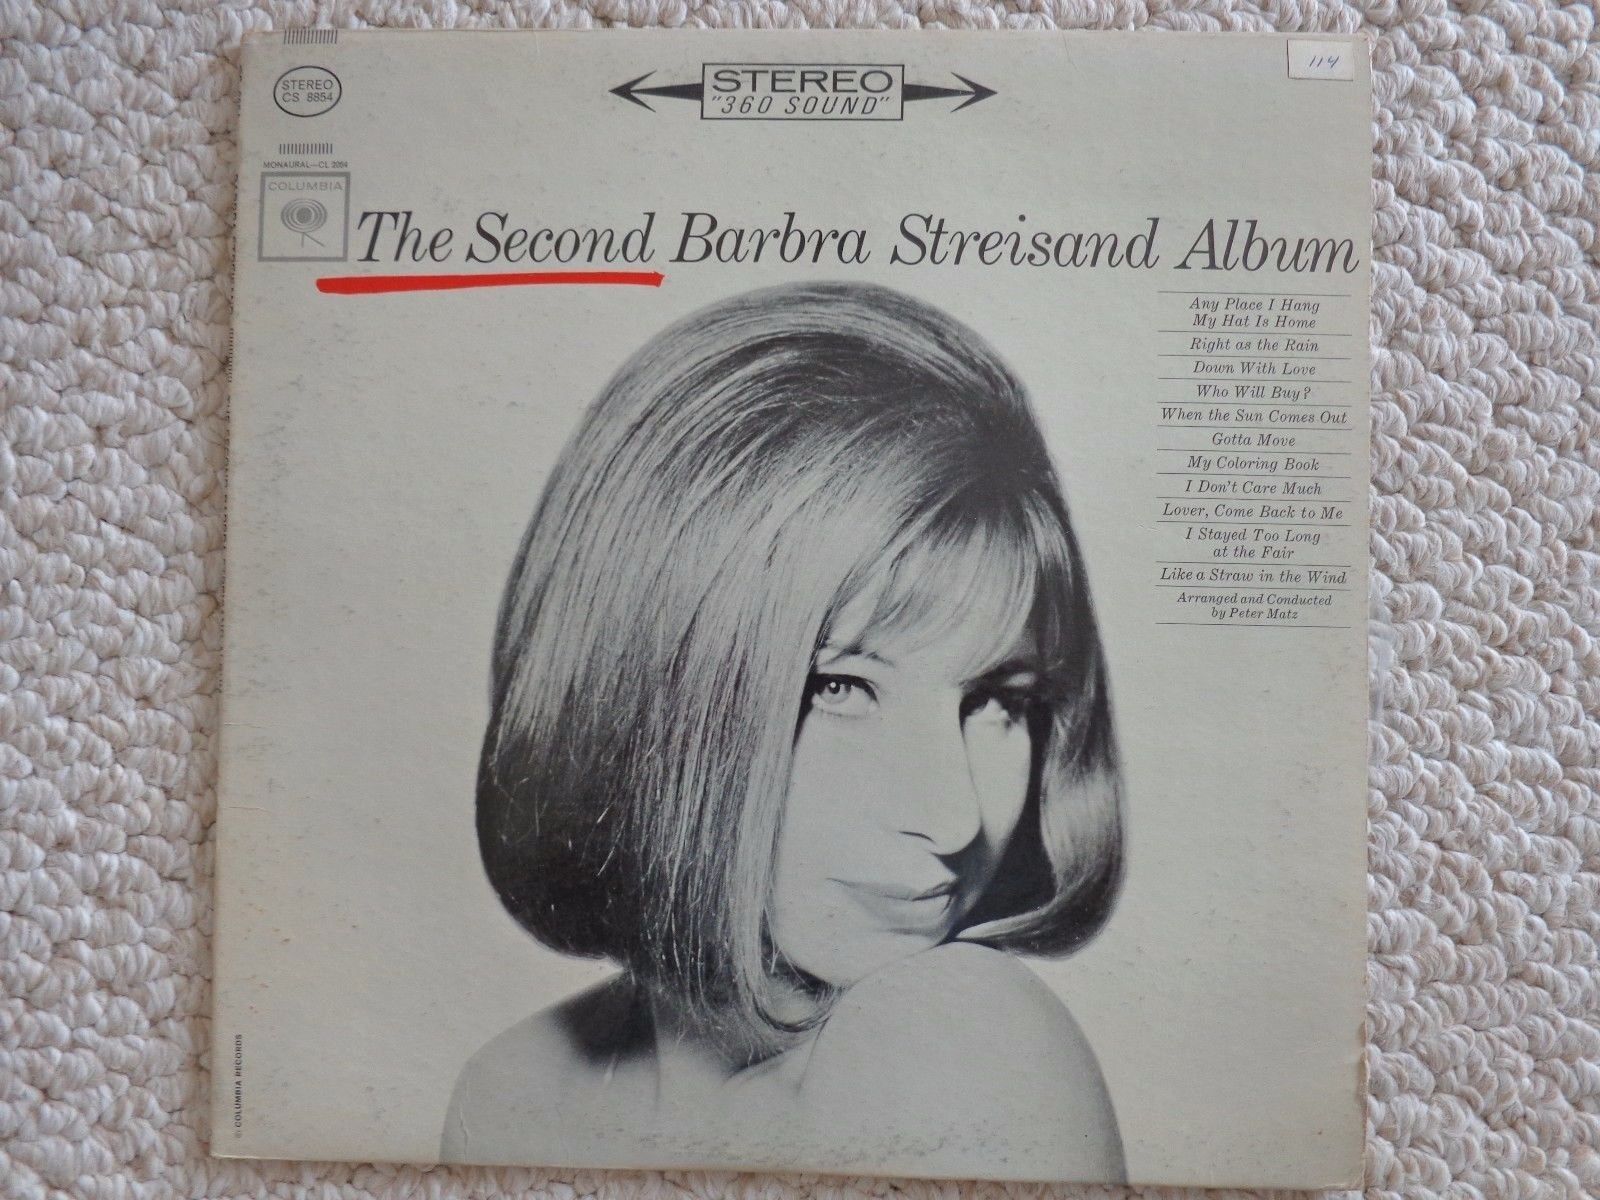 STEREO
CS 8854
STEREO
"360 SOUND"
114
MONAURAL—CL 2054
COLUMBIA
The Second Barbra Streisand Album
Any Place I Hang
My Hat Is Home
Right as the Rain
Down With Love
Who Will Buy?
When the Sun Comes Out
Gotta Move
My Coloring Book
I Don't Care Much
Lover, Come Back to Me
I Stayed Too Long
at the Fair
Like a Straw in the Wind
Arranged and Conducted
by Peter Matz
COLUMBIA RECORDS